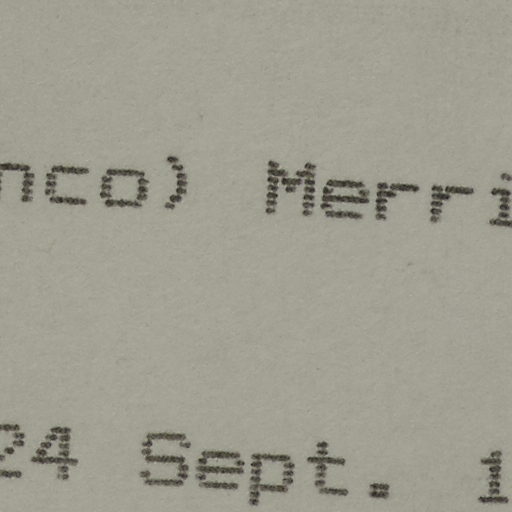 nco) Merri
24 Sept. 1